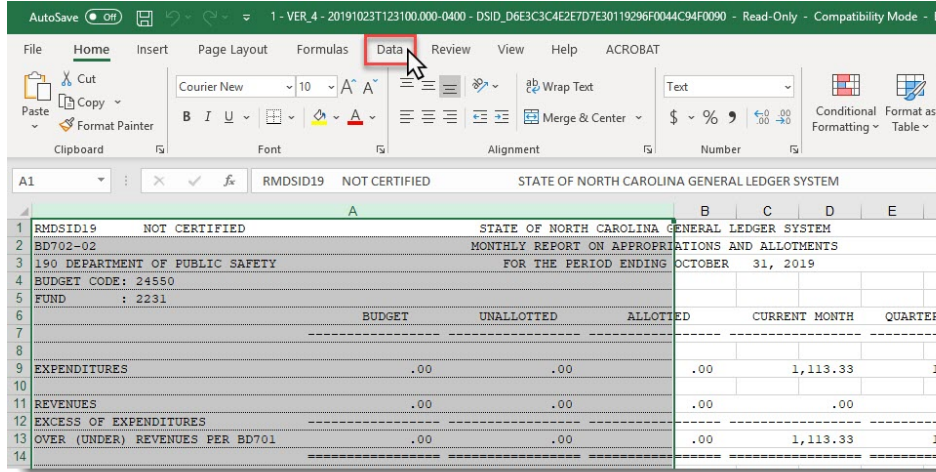 AutoSave Off 1 - VER_4 - 20191023T123100.000-0400 - DSID_D6E3C3C4E2E7D7E30119296F0044C94F0090 - Read-Only - Compatibility Mode -
File Home Insert Page Layout Formulas Data Review View Help ACROBAT
Cut
Copy
Format Painter
Paste
Courier New 10 A^ A˅
B I U A
ab Wrap Text
Merge & Center
Text
$ % 9 .00 .00
Conditional Formatting
Format as Table
Clipboard Font Alignment Number
A1 fx RMDSID19 NOT CERTIFIED STATE OF NORTH CAROLINA GENERAL LEDGER SYSTEM
A B C D E
1 RMDSID19 NOT CERTIFIED STATE OF NORTH CAROLINA GENERAL LEDGER SYSTEM
2 BD702-02 MONTHLY REPORT ON APPROPRIATIONS AND ALLOTMENTS
3 190 DEPARTMENT OF PUBLIC SAFETY FOR THE PERIOD ENDING OCTOBER 31, 2019
4 BUDGET CODE: 24550
5 FUND : 2231
6 BUDGET UNALLOTTED ALLOTTED CURRENT MONTH QUARTER
7
8
9 EXPENDITURES .00 .00 .00 1,113.33 1
10
11 REVENUES .00 .00 .00 .00
12 EXCESS OF EXPENDITURES
13 OVER (UNDER) REVENUES PER BD701 .00 .00 .00 1,113.33 1
14